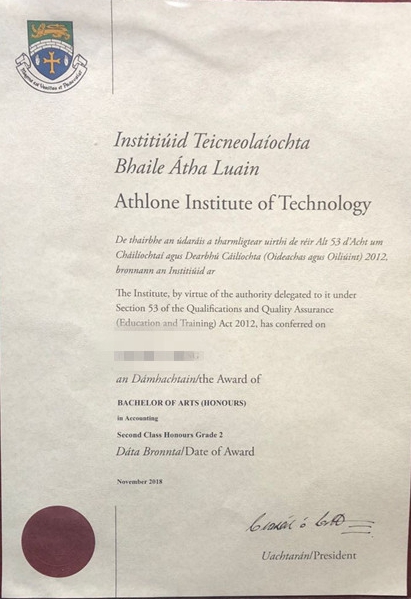 Institiúid Teicneolaíochta
Bhaile Átha Luain
Athlone Institute of Technology
De thairbhe an údaráis a tharmligtear uirthi de réir Alt 53 d'Acht um
Cháilíochtaí agus Dearbhú Cáilíochta (Oideachas agus Oiliúint) 2012,
bronnann an Institiúid ar
The Institute, by virtue of the authority delegated to it under
Section 53 of the Qualifications and Quality Assurance
(Education and Training) Act 2012, has conferred on
an Dámhachtain/the Award of
BACHELOR OF ARTS (HONOURS)
in Accounting
Second Class Honours Grade 2
Dáta Bronnta/Date of Award
November 2018
Uachtarán/President